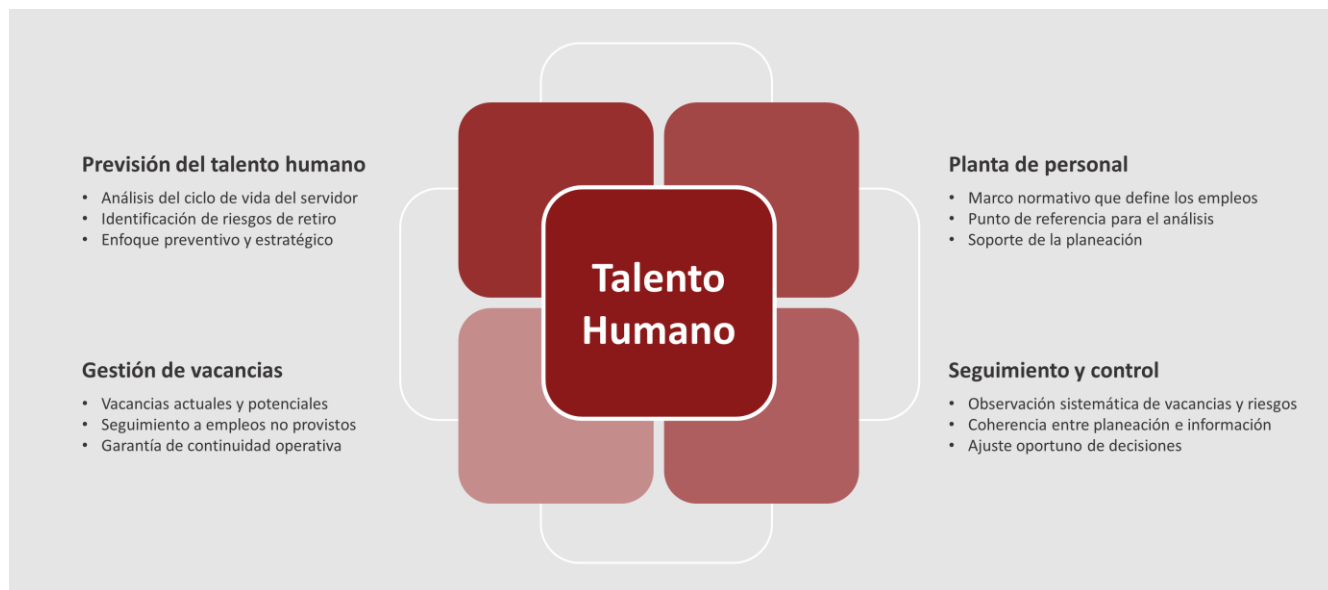 Previsión del talento humano
• Análisis del ciclo de vida del servidor
• Identificación de riesgos de retiro
• Enfoque preventivo y estratégico
Planta de personal
• Marco normativo que define los empleos
• Punto de referencia para el análisis
• Soporte de la planeación
Talento
Humano
Gestión de vacancias
• Vacancias actuales y potenciales
• Seguimiento a empleos no provistos
• Garantía de continuidad operativa
Seguimiento y control
• Observación sistemática de vacancias y riesgos
• Coherencia entre planeación e información
• Ajuste oportuno de decisiones